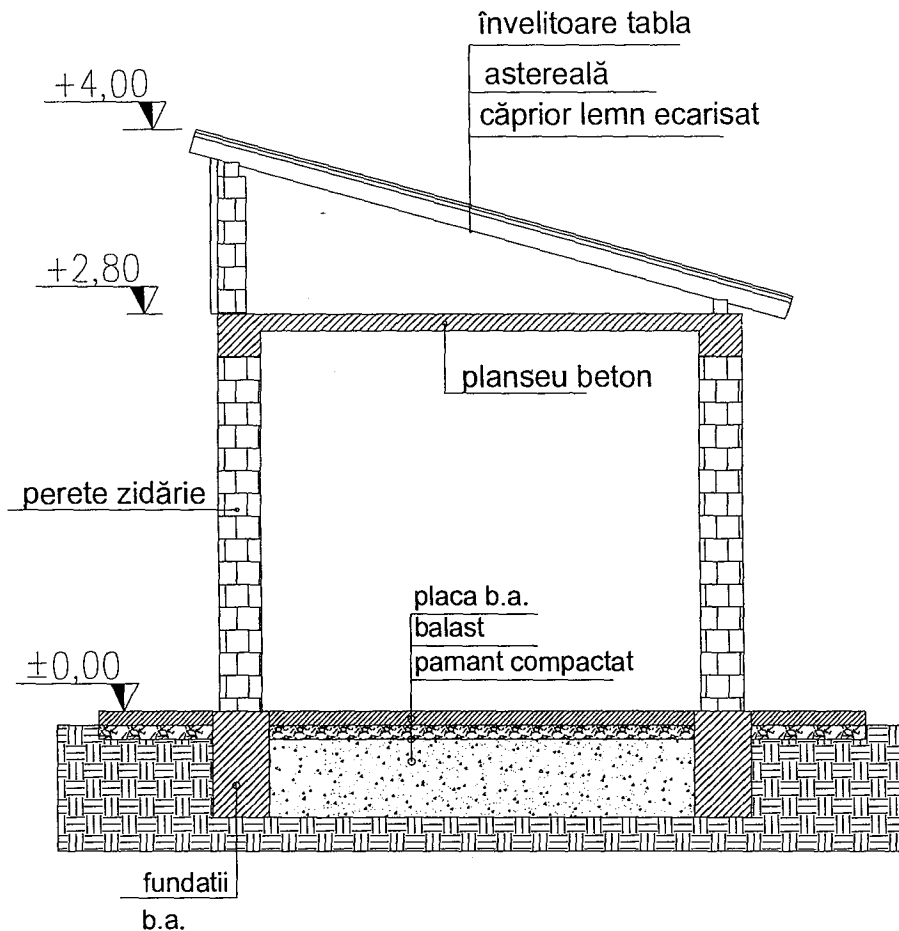 învelitoare tabla
astereală
căprior lemn ecarisat
+4,00
+2,80
planseu beton
perete zidărie
placa b.a.
balast
pamant compactat
±0,00
fundatii
b.a.